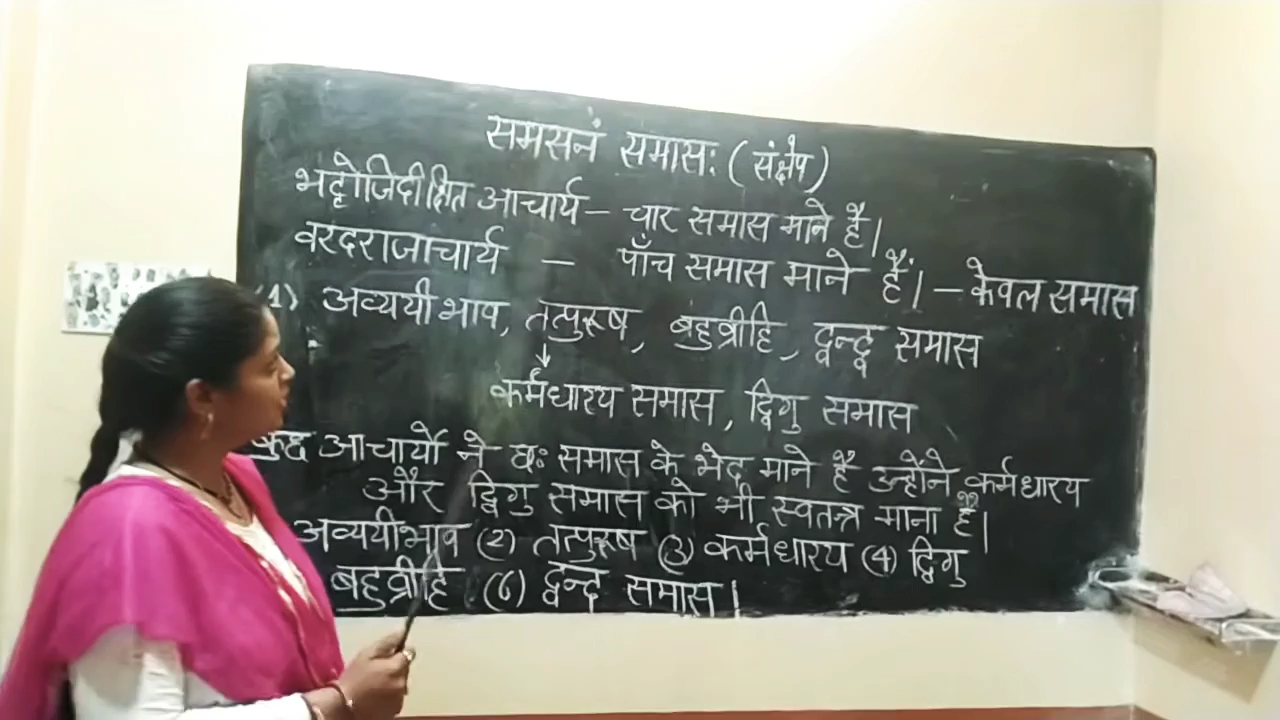 समसनं समास: (संक्षेप)
भट्टोजिदीक्षित आचार्य – चार समास माने है।
वरदराजाचार्य – पाँच समास माने हैं। – केवल समास
(1) अव्ययीभाव, तत्पुरूष, बहुव्रीहि, द्वन्द्व समास
↓
कर्मधारय समास, द्विगु समास
कुछ आचार्यो ने छः समास के भेद माने है उन्होंने कर्मधारय
और द्विगु समास को भी स्वतन्त्र माना है।
अव्ययीभाव (2) तत्पुरूष (3) कर्मधारय (4) द्विगु
बहुव्रीहि (6) द्वन्द्व समास।